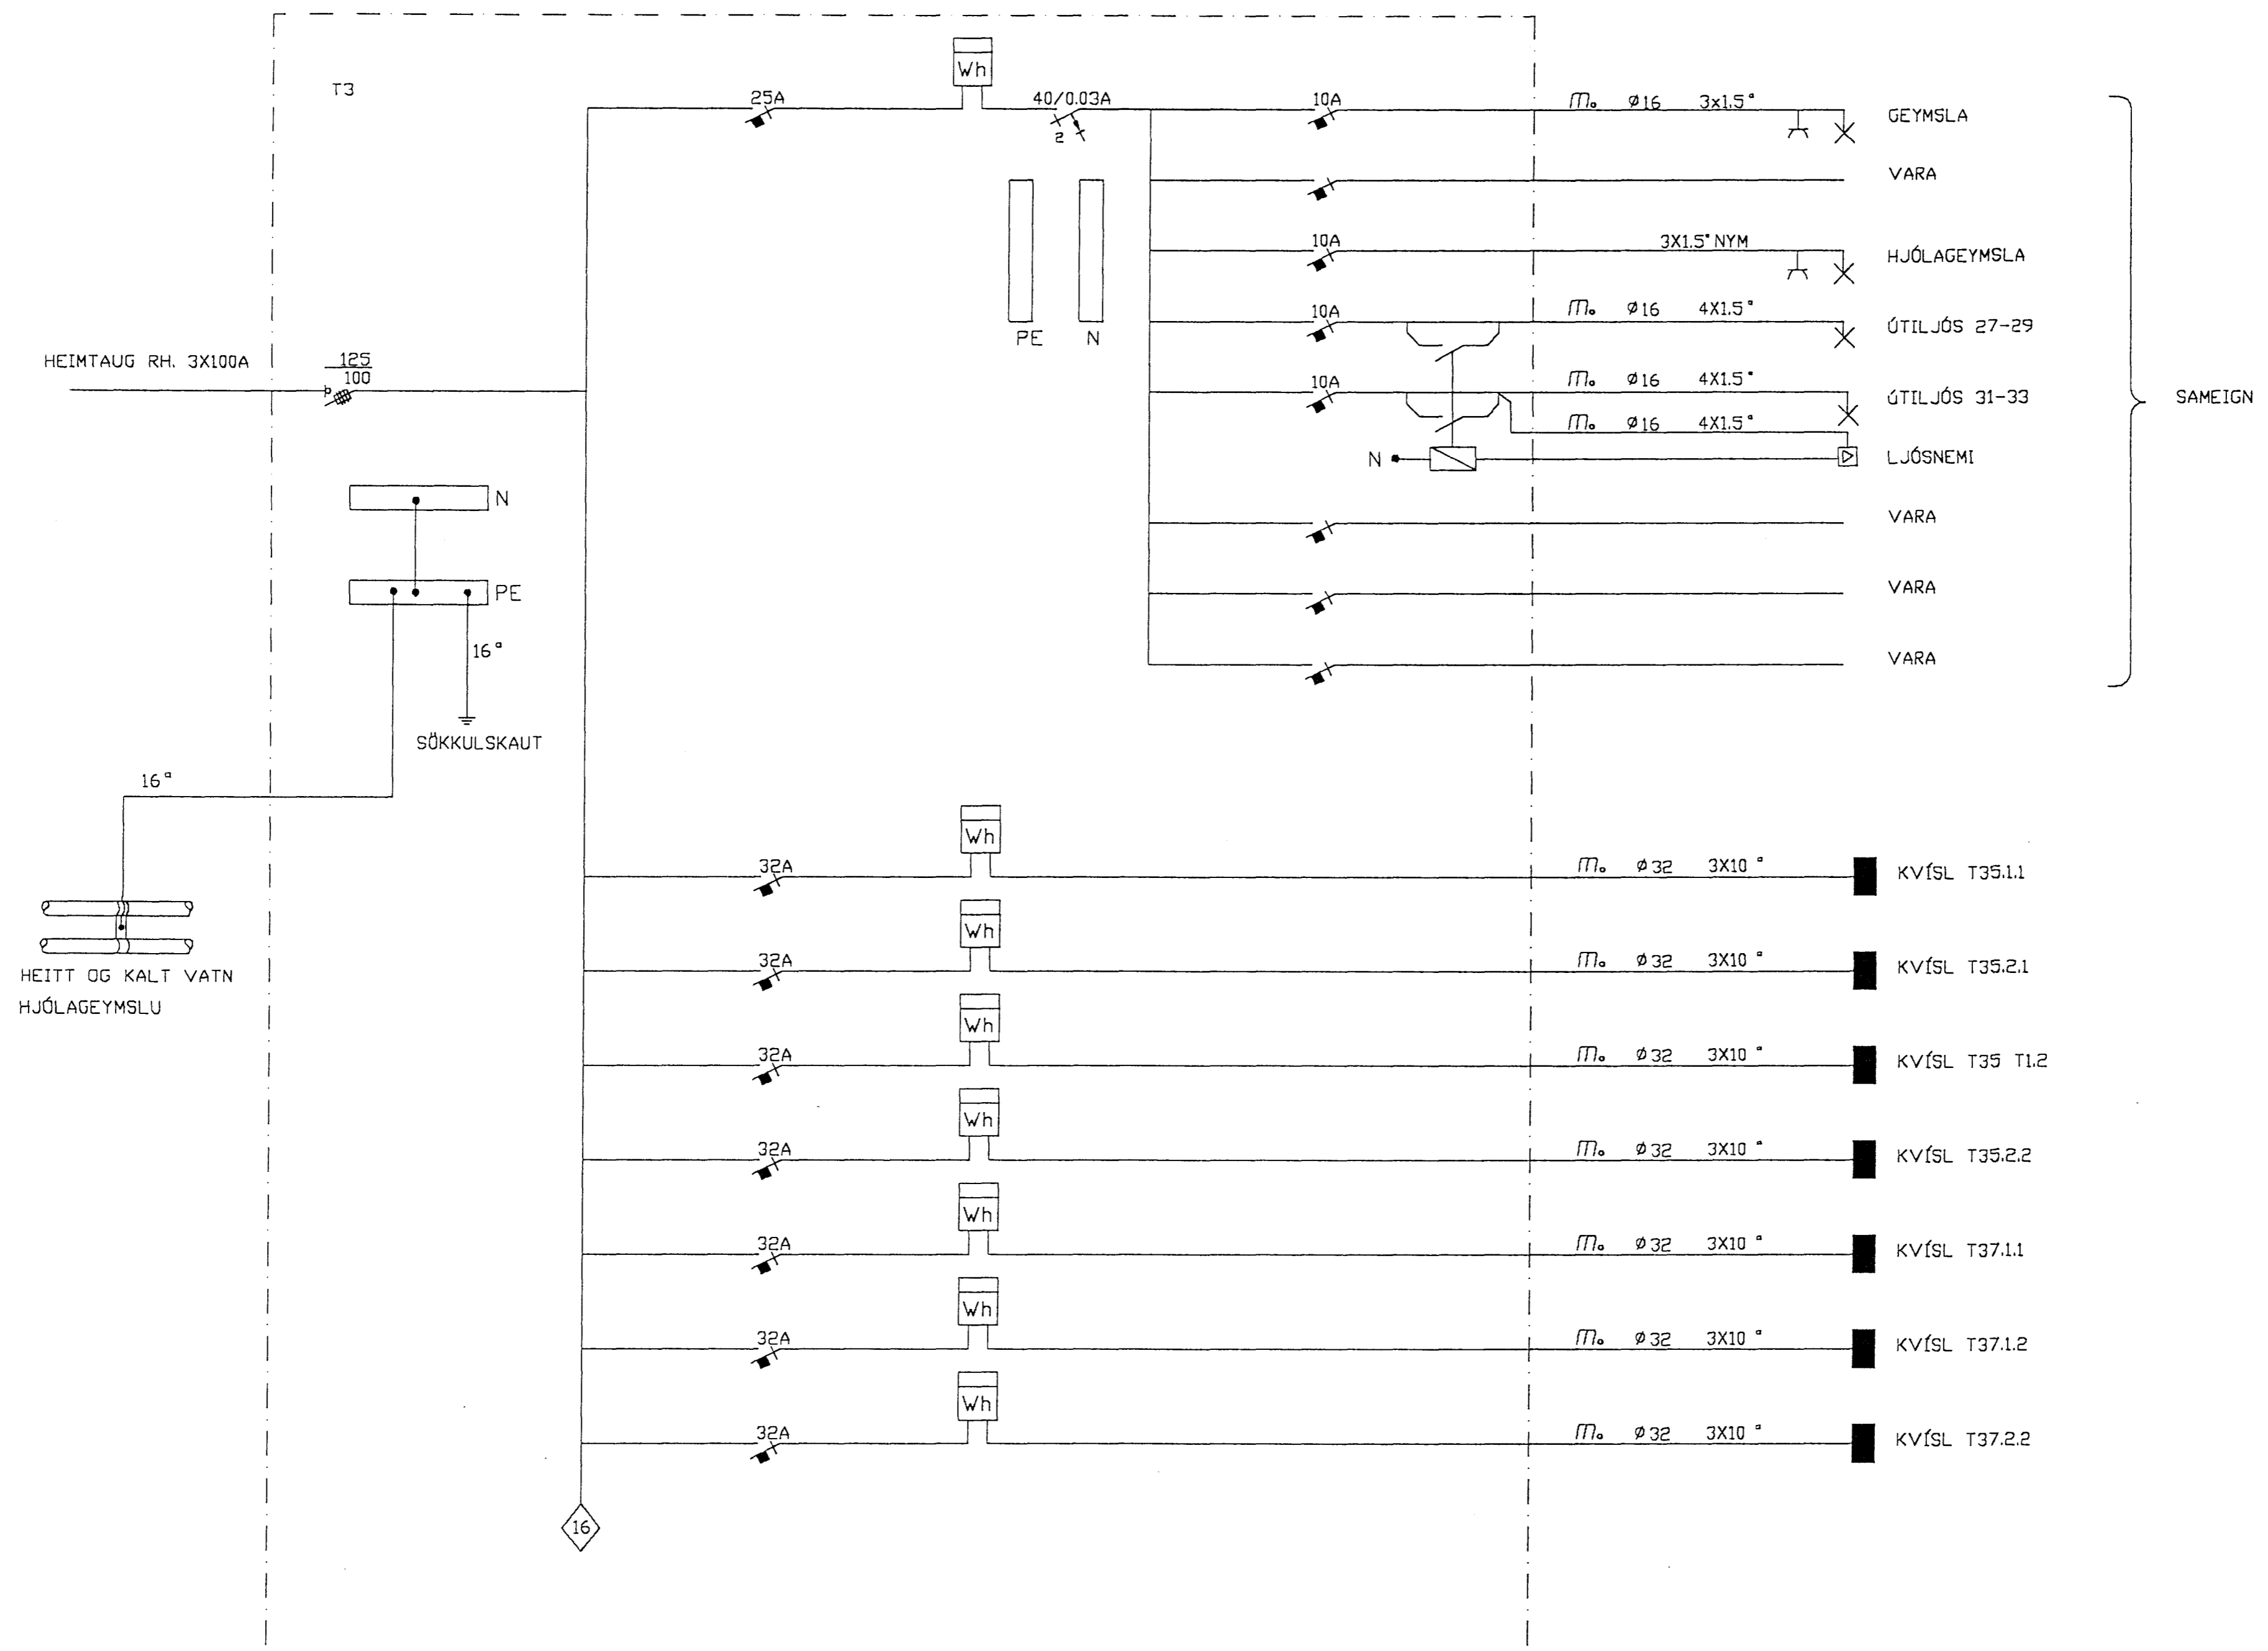 T3
Wh
25A
40/0.03A
2
10A
m. ø16 3x1.5□
GEYMSLA
VARA
10A
3X1.5□ NYM
HJÓLAGEYMSLA
10A
m. ø16 4X1.5□
ÚTILJÓS 27-29
PE N
HEIMTAUG RH. 3X100A
125
100
10A
m. ø16 4X1.5□
ÚTILJÓS 31-33
SAMEIGN
m. ø16 4X1.5□
N
LJÓSNEMI
N
VARA
PE
VARA
16□
VARA
SÖKKULSKAUT
16□
Wh
32A
m. ø32 3X10□
KVÍSL T35.1.1
Wh
32A
m. ø32 3X10□
KVÍSL T35.2.1
HEITT OG KALT VATN
HJÓLAGEYMSLU
Wh
32A
m. ø32 3X10□
KVÍSL T35 T1.2
Wh
32A
m. ø32 3X10□
KVÍSL T35.2.2
Wh
32A
m. ø32 3X10□
KVÍSL T37.1.1
Wh
32A
m. ø32 3X10□
KVÍSL T37.1.2
Wh
32A
m. ø32 3X10□
KVÍSL T37.2.2
16